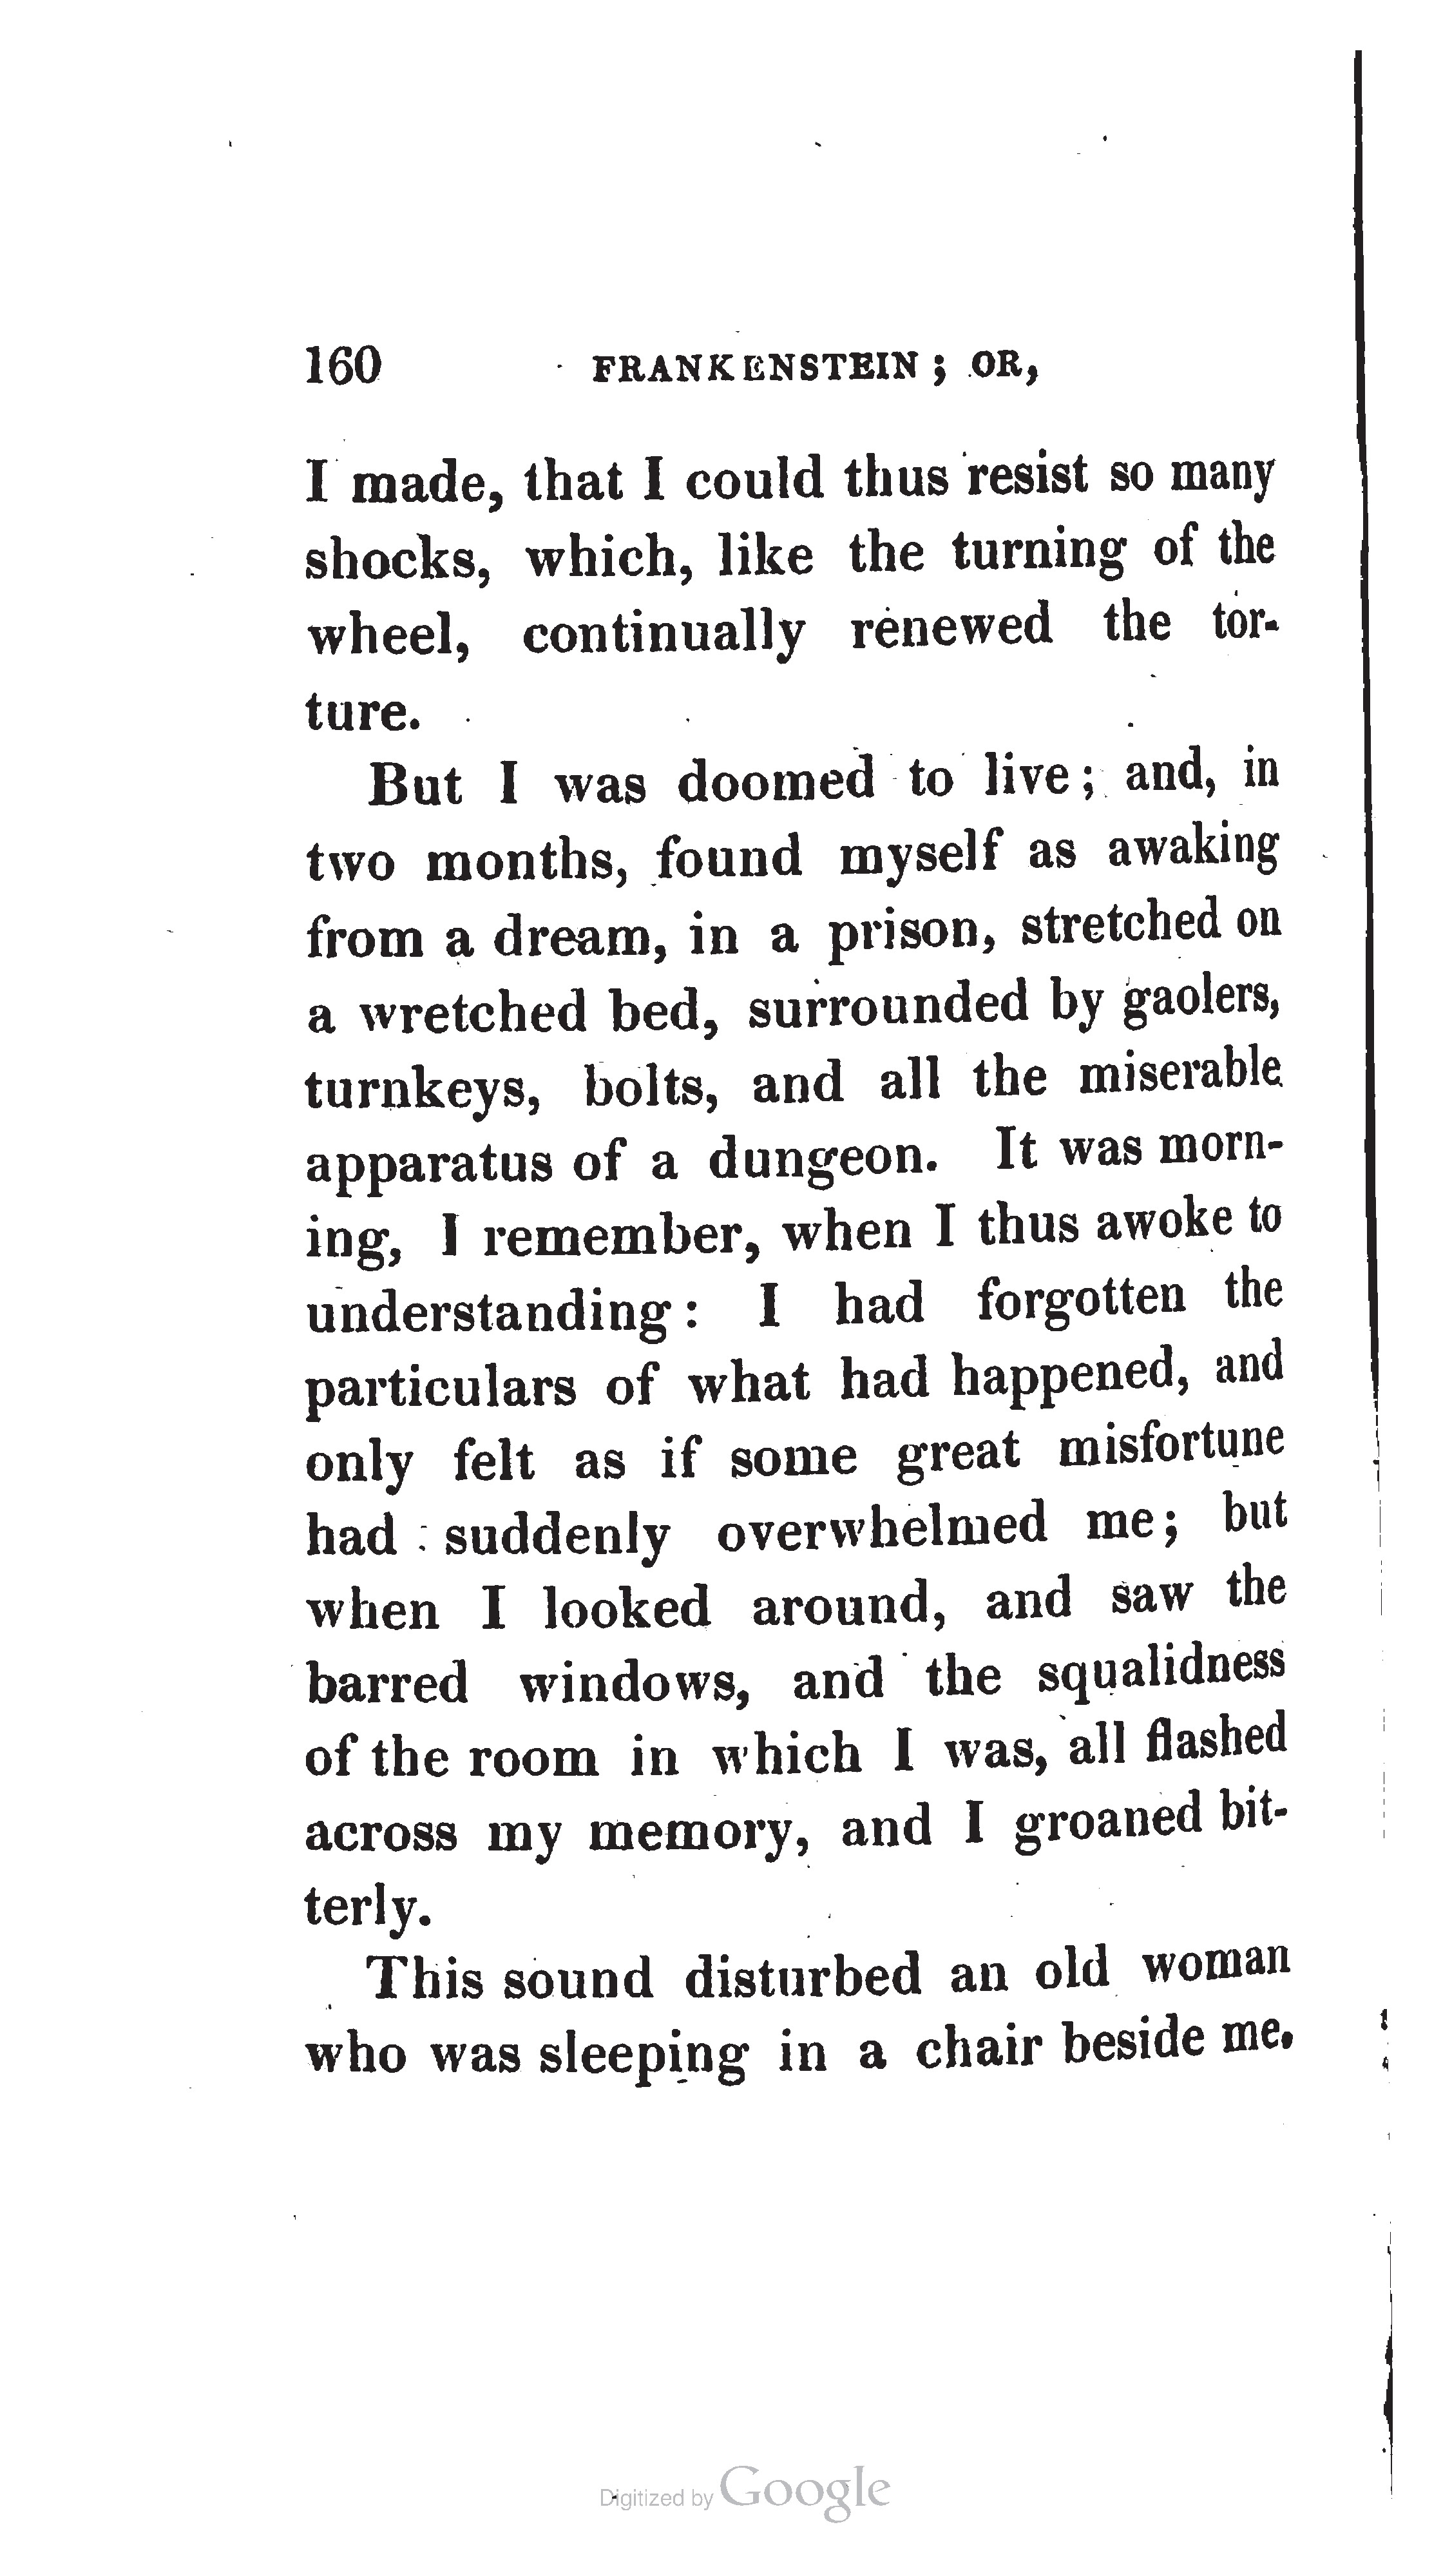 160 FRANKENSTEIN; OR,
I made, that I could thus resist so many
shocks, which, like the turning of the
wheel, continually renewed the tor-
ture.
But I was doomed to live; and, in
two months, found myself as awaking
from a dream, in a prison, stretched on
a wretched bed, surrounded by gaolers,
turnkeys, bolts, and all the miserable
apparatus of a dungeon. It was morn-
ing, I remember, when I thus awoke to
understanding: I had forgotten the
particulars of what had happened, and
only felt as if some great misfortune
had suddenly overwhelmed me; but
when I looked around, and saw the
barred windows, and the squalidness
of the room in which I was, all flashed
across my memory, and I groaned bit-
terly.
This sound disturbed an old woman
who was sleeping in a chair beside me.
Digitized by Google